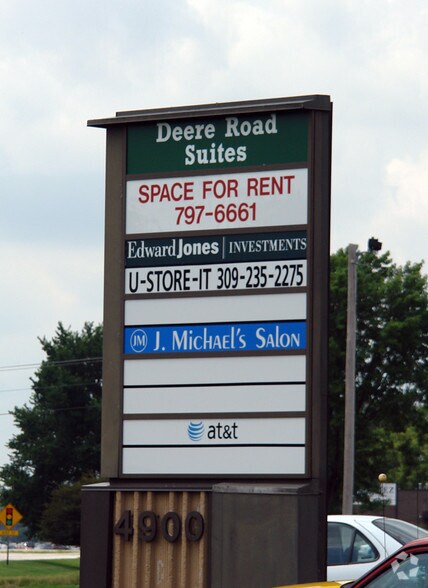 Deere Road
Suites
SPACE FOR RENT
797-6661
Edward Jones | INVESTMENTS
U-STORE-IT 309-235-2275
JM J. Michael's Salon
at&t
4900